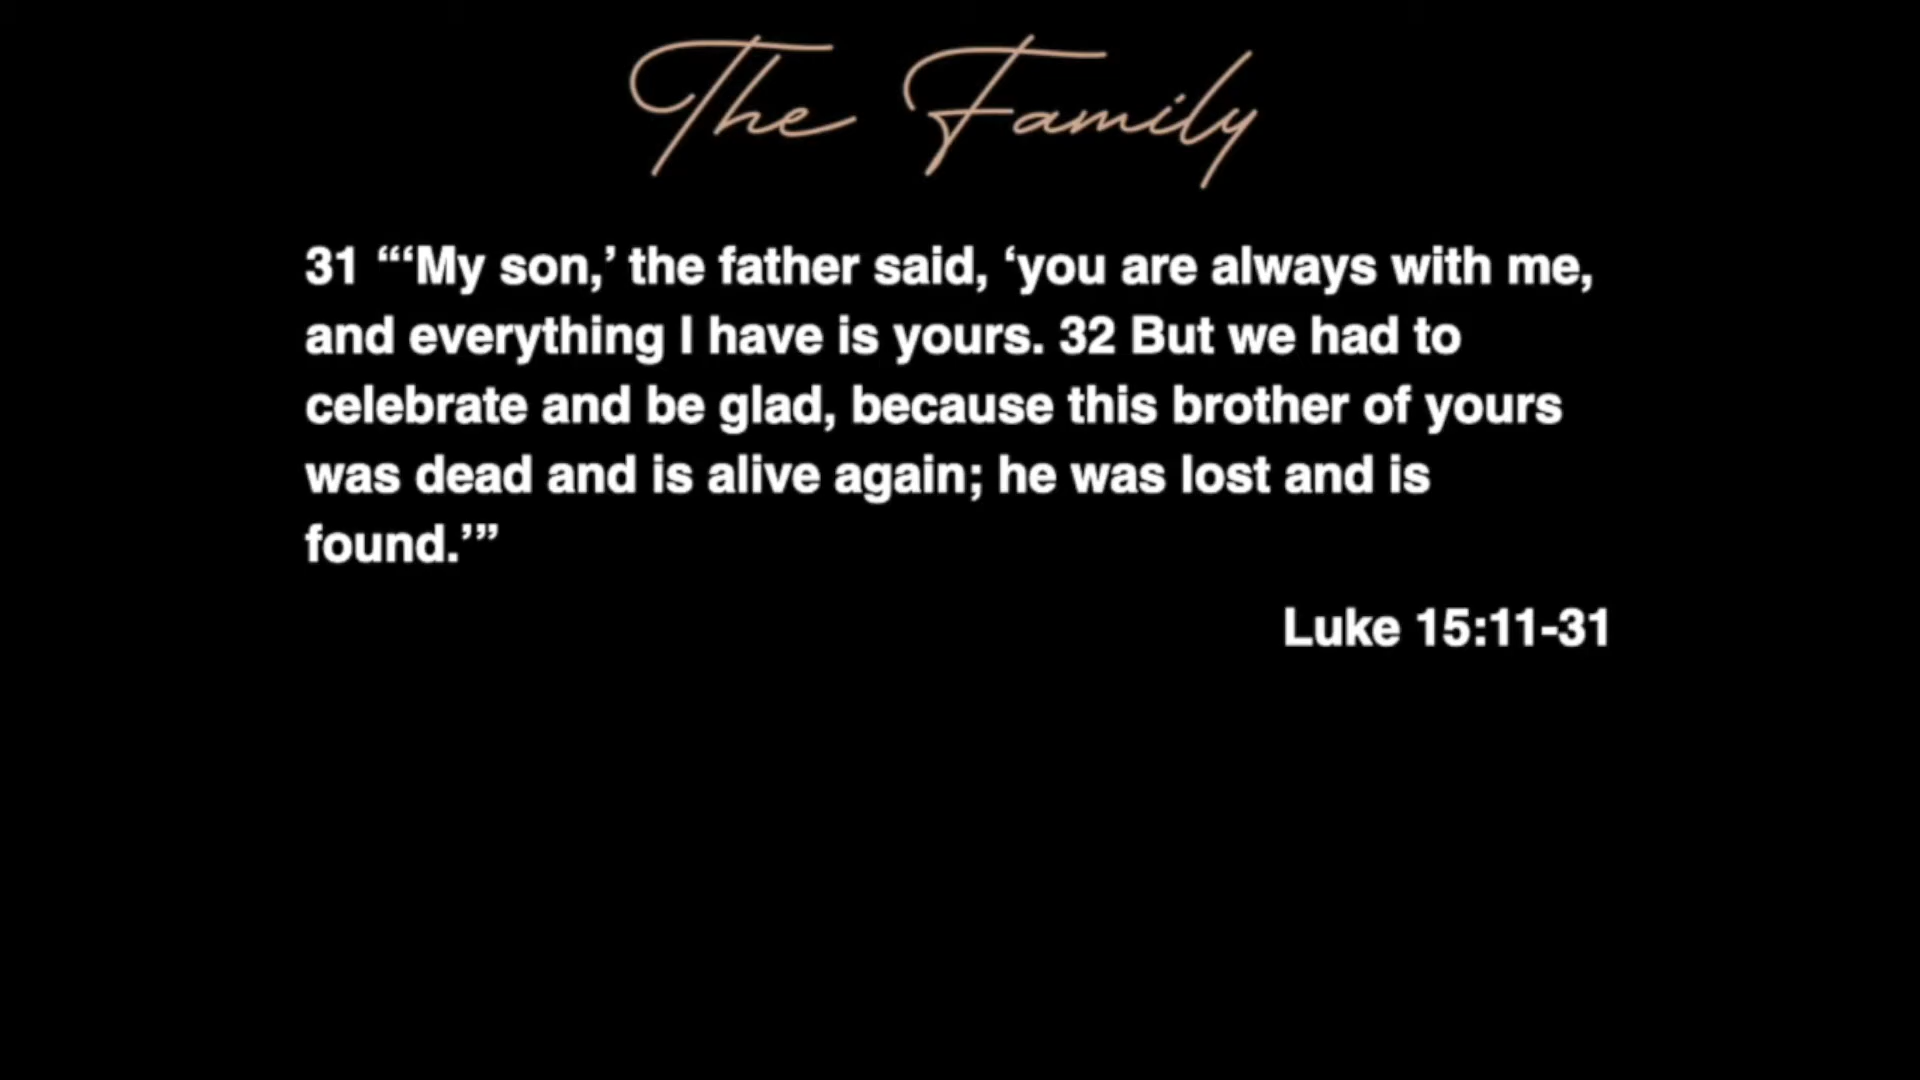 The Family
31 “‘My son,’ the father said, ‘you are always with me,
and everything I have is yours. 32 But we had to
celebrate and be glad, because this brother of yours
was dead and is alive again; he was lost and is
found.’”
Luke 15:11-31